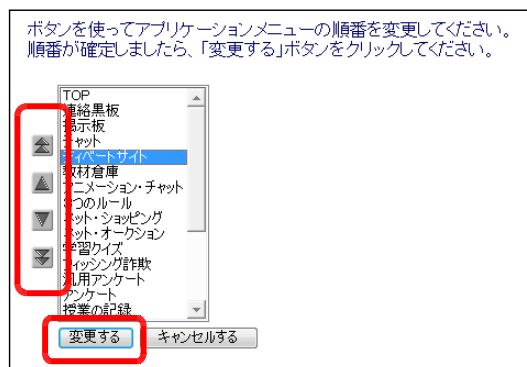 ボタンを使ってアプリケーションメニューの順番を変更してください。
順番が確定しましたら、「変更する」ボタンをクリックしてください。
TOP
連絡黒板
掲示板
チャット
ディベートサイト
教材倉庫
アニメーション・チャット
3つのルール
ネット・ショッピング
ネット・オークション
学習クイズ
フィッシング詐欺
汎用アンケート
アンケート
授業の記録
変更する
キャンセルする